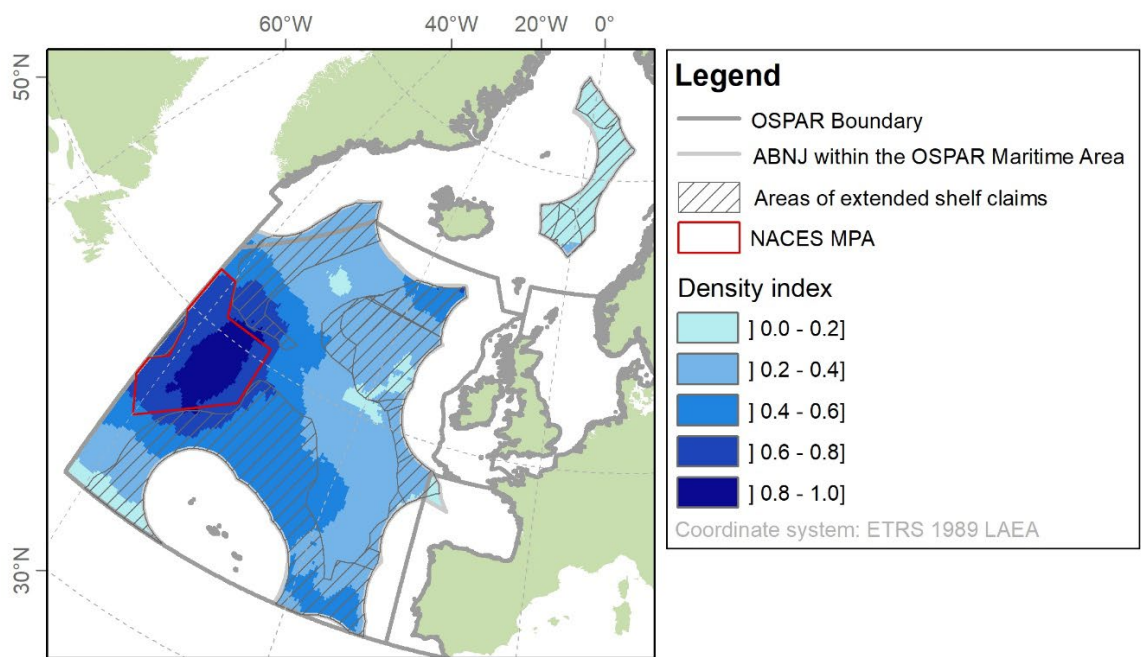 60°W 40°W 20°W 0°
50°N
30°N
Legend
OSPAR Boundary
ABNJ within the OSPAR Maritime Area
Areas of extended shelf claims
NACES MPA
Density index
] 0.0 - 0.2]
] 0.2 - 0.4]
] 0.4 - 0.6]
] 0.6 - 0.8]
] 0.8 - 1.0]
Coordinate system: ETRS 1989 LAEA